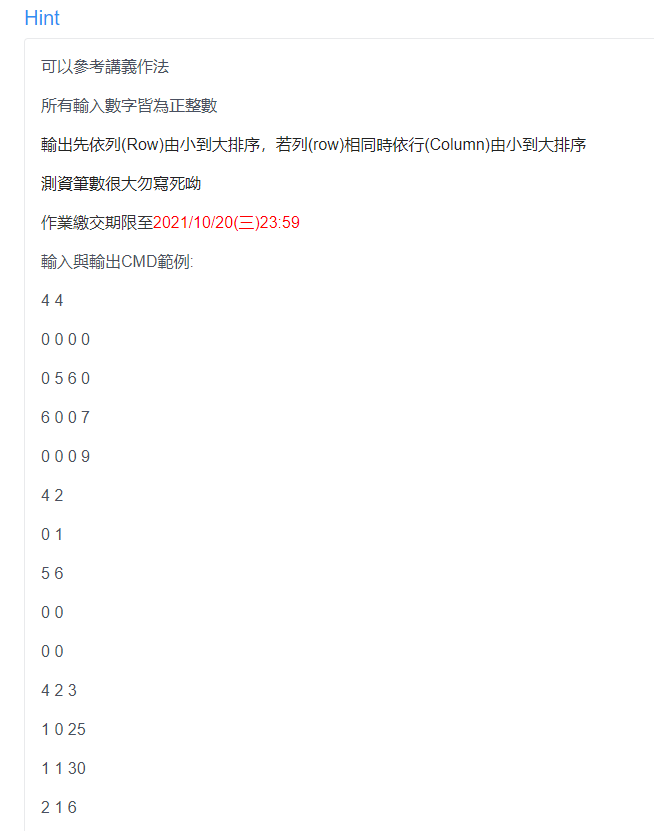 Hint
可以參考講義作法
所有輸入數字皆為正整數
輸出先依列(Row)由小到大排序，若列(row)相同時依行(Column)由小到大排序
測資筆數很大勿寫死呦
作業繳交期限至2021/10/20(三)23:59
輸入與輸出CMD範例:
4 4
0 0 0 0
0 5 6 0
6 0 0 7
0 0 0 9
4 2
0 1
5 6
0 0
0 0
4 2 3
1 0 25
1 1 30
2 1 6